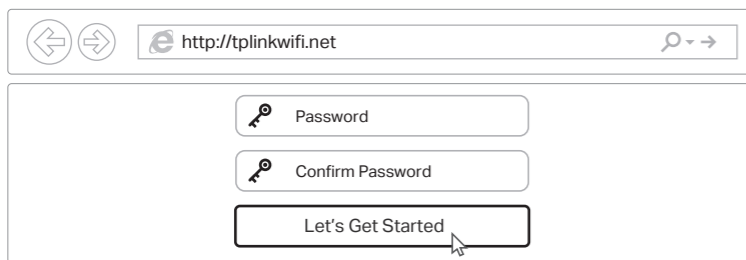 http://tplinkwifi.net
Password
Confirm Password
Let's Get Started